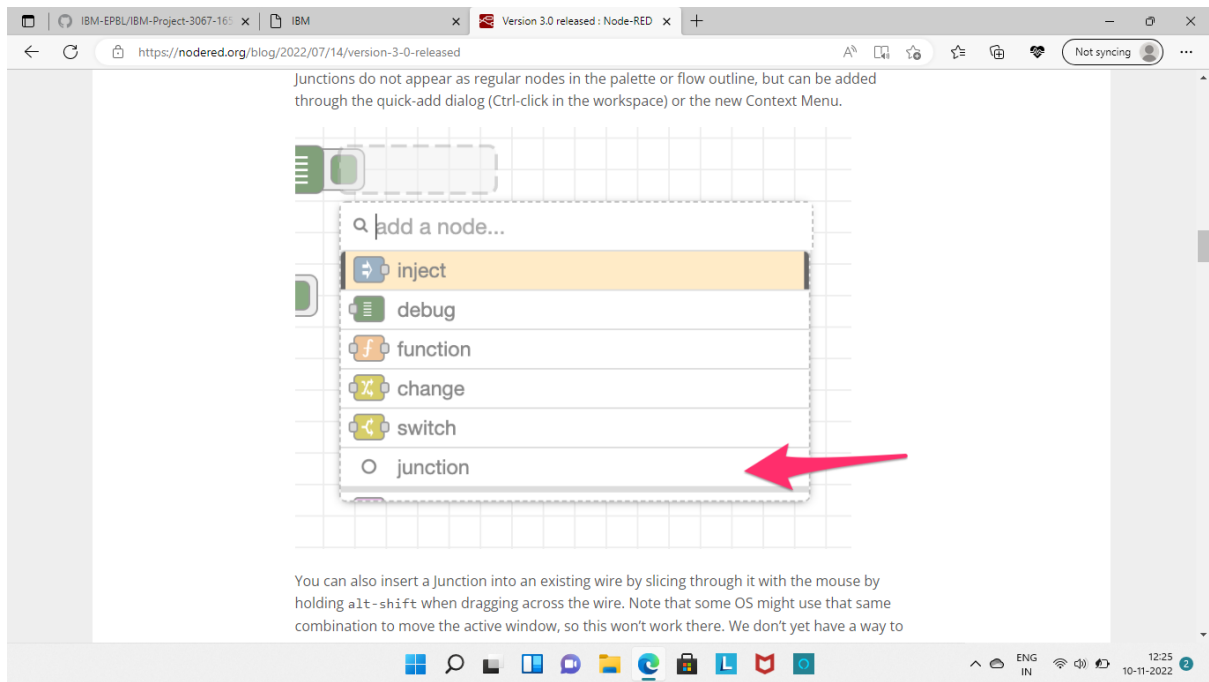 IBM-EPBL/IBM-Project-3067-165
IBM
Version 3.0 released : Node-RED
https://nodered.org/blog/2022/07/14/version-3-0-released
Not syncing
Junctions do not appear as regular nodes in the palette or flow outline, but can be added
through the quick-add dialog (Ctrl-click in the workspace) or the new Context Menu.
add a node...
inject
debug
function
change
switch
junction
You can also insert a Junction into an existing wire by slicing through it with the mouse by
holding alt-shift when dragging across the wire. Note that some OS might use that same
combination to move the active window, so this won't work there. We don't yet have a way to
ENG
IN
12:25
10-11-2022
2